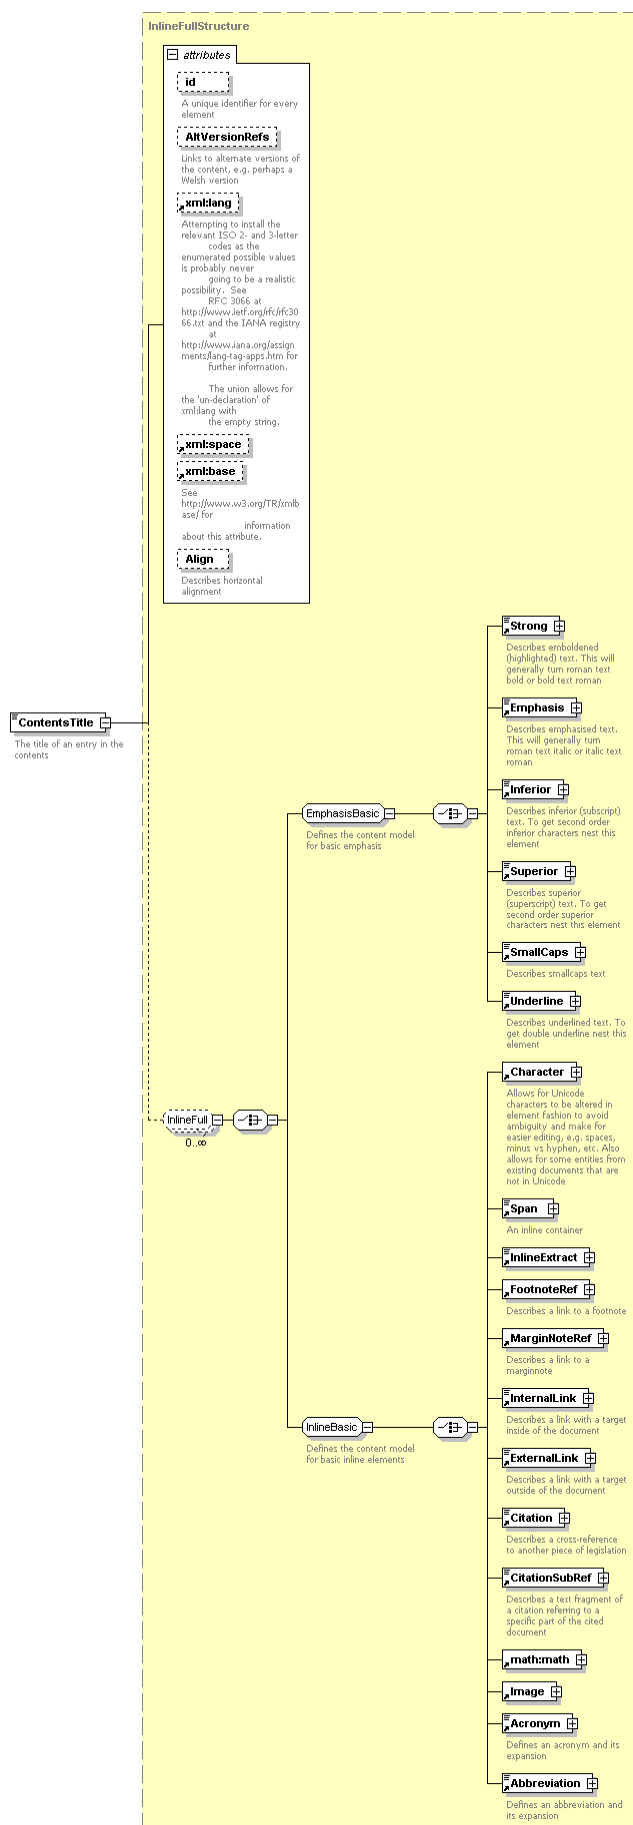 InlineFullStructure
attributes
id
A unique identifier for every
element
AltVersionRefs
Links to alternate versions of
the content, e.g. perhaps a
Welsh version
xml:lang
Attempting to install the
relevant ISO 2- and 3-letter
codes as the
enumerated possible values
is probably never
going to be a realistic
possibility. See
RFC 3066 at
http://www.ietf.org/rfc/rfc30
66.txt and the IANA registry
at
http://www.iana.org/assign
ments/lang-tag-apps.htm for
further information.
The union allows for
the 'un-declaration' of
xml:lang with
the empty string.
xml:space
xml:base
See
http://www.w3.org/TR/xmlb
ase/ for
information
about this attribute.
Align
Describes horizontal
alignment
ContentsTitle
The title of an entry in the
contents
InlineFull
0..∞
EmphasisBasic
Defines the content model
for basic emphasis
Strong
Describes emboldened
(highlighted) text. This will
generally turn roman text
bold or bold text roman
Emphasis
Describes emphasised text.
This will generally turn
roman text italic or italic text
roman
Inferior
Describes inferior (subscript)
text. To get second order
inferior characters nest this
element
Superior
Describes superior
(superscript) text. To get
second order superior
characters nest this element
SmallCaps
Describes smallcaps text
Underline
Describes underlined text. To
get double underline nest this
element
InlineBasic
Defines the content model
for basic inline elements
Character
Allows for Unicode
characters to be altered in
element fashion to avoid
ambiguity and make for
easier editing, e.g. spaces,
minus vs hyphen, etc. Also
allows for some entities from
existing documents that are
not in Unicode
Span
An inline container
InlineExtract
FootnoteRef
Describes a link to a footnote
MarginNoteRef
Describes a link to a
marginnote
InternalLink
Describes a link with a target
inside of the document
ExternalLink
Describes a link with a target
outside of the document
Citation
Describes a cross-reference
to another piece of legislation
CitationSubRef
Describes a text fragment of
a citation referring to a
specific part of the cited
document
math:math
Image
Acronym
Defines an acronym and its
expansion
Abbreviation
Defines an abbreviation and
its expansion